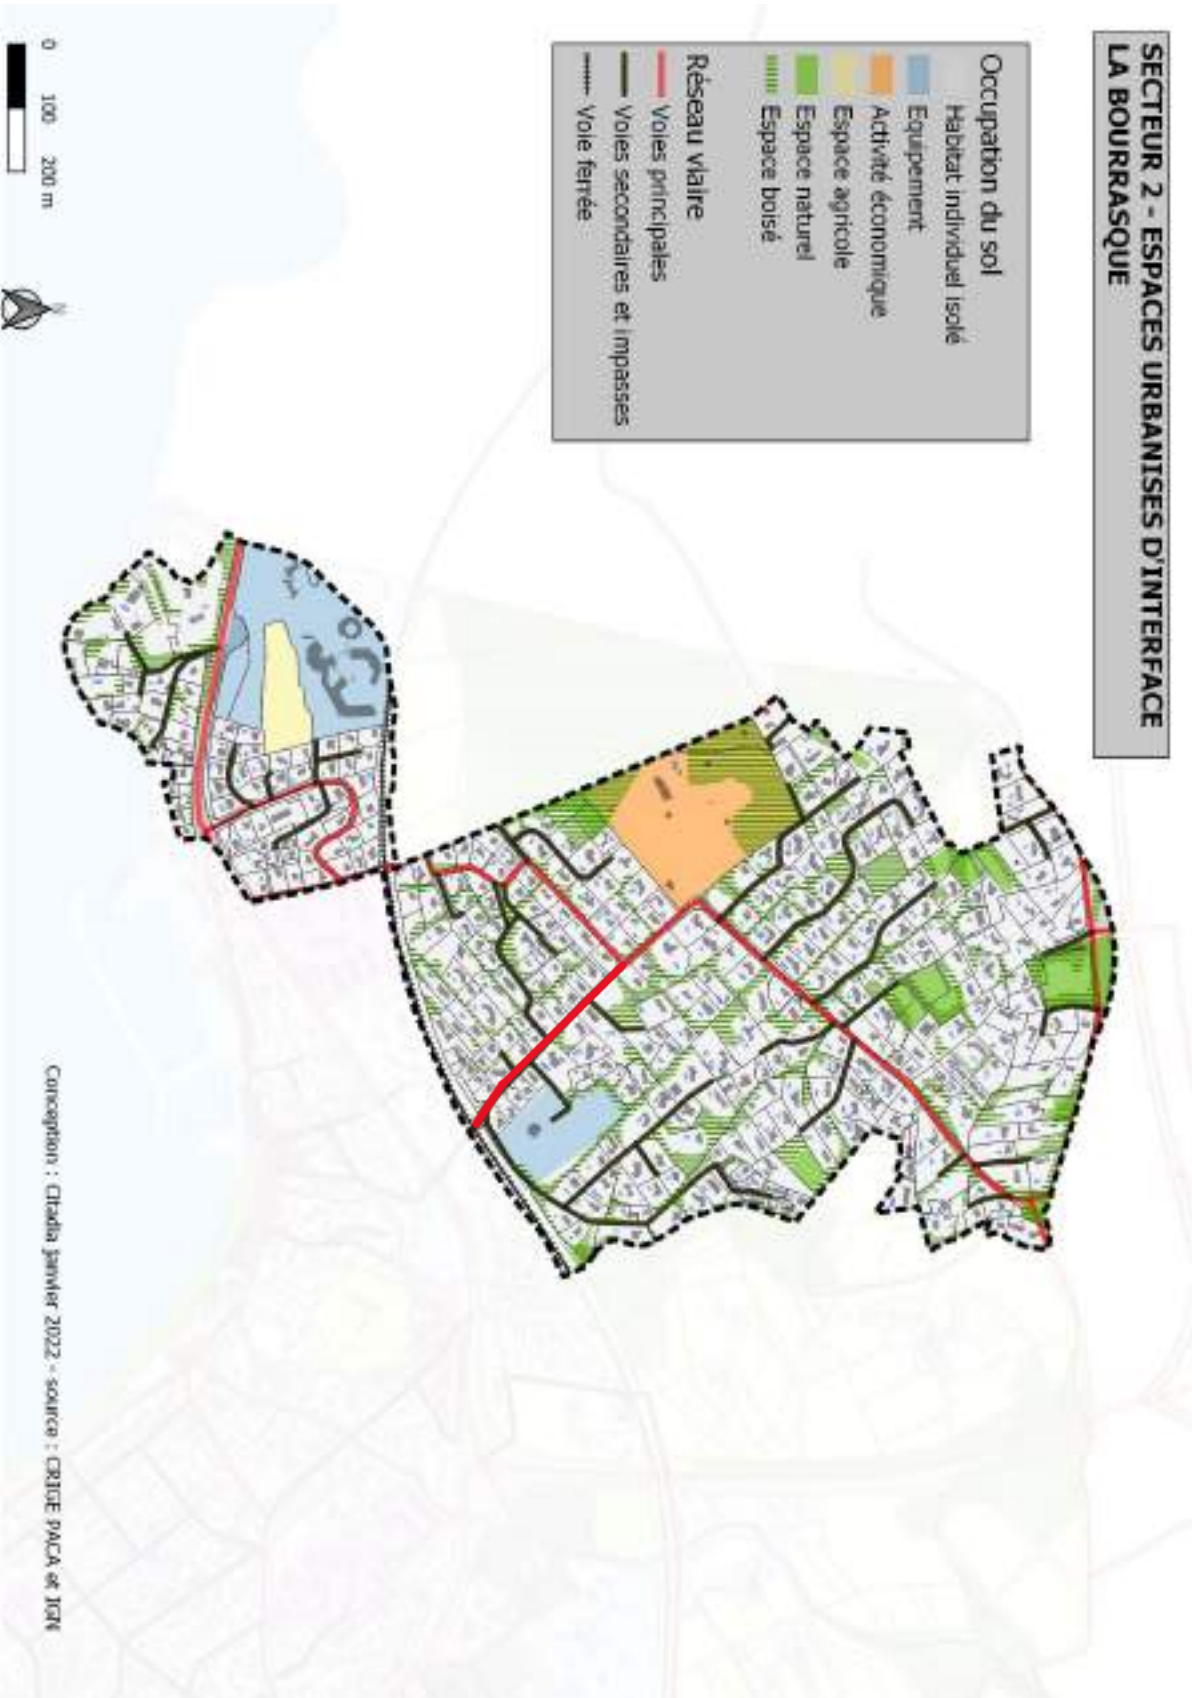 SECTEUR 2 - ESPACES URBANISES D'INTERFACE
LA BOURRASQUE
Occupation du sol
Habitat individuel isolé
Equipement
Activité économique
Espace agricole
Espace naturel
Espace boisé
Réseau viaire
Voies principales
Voies secondaires et impasses
Voie ferrée
0 100 200 m
N
Conception : Citadia janvier 2022 - source : CRIGE PACA et IGN